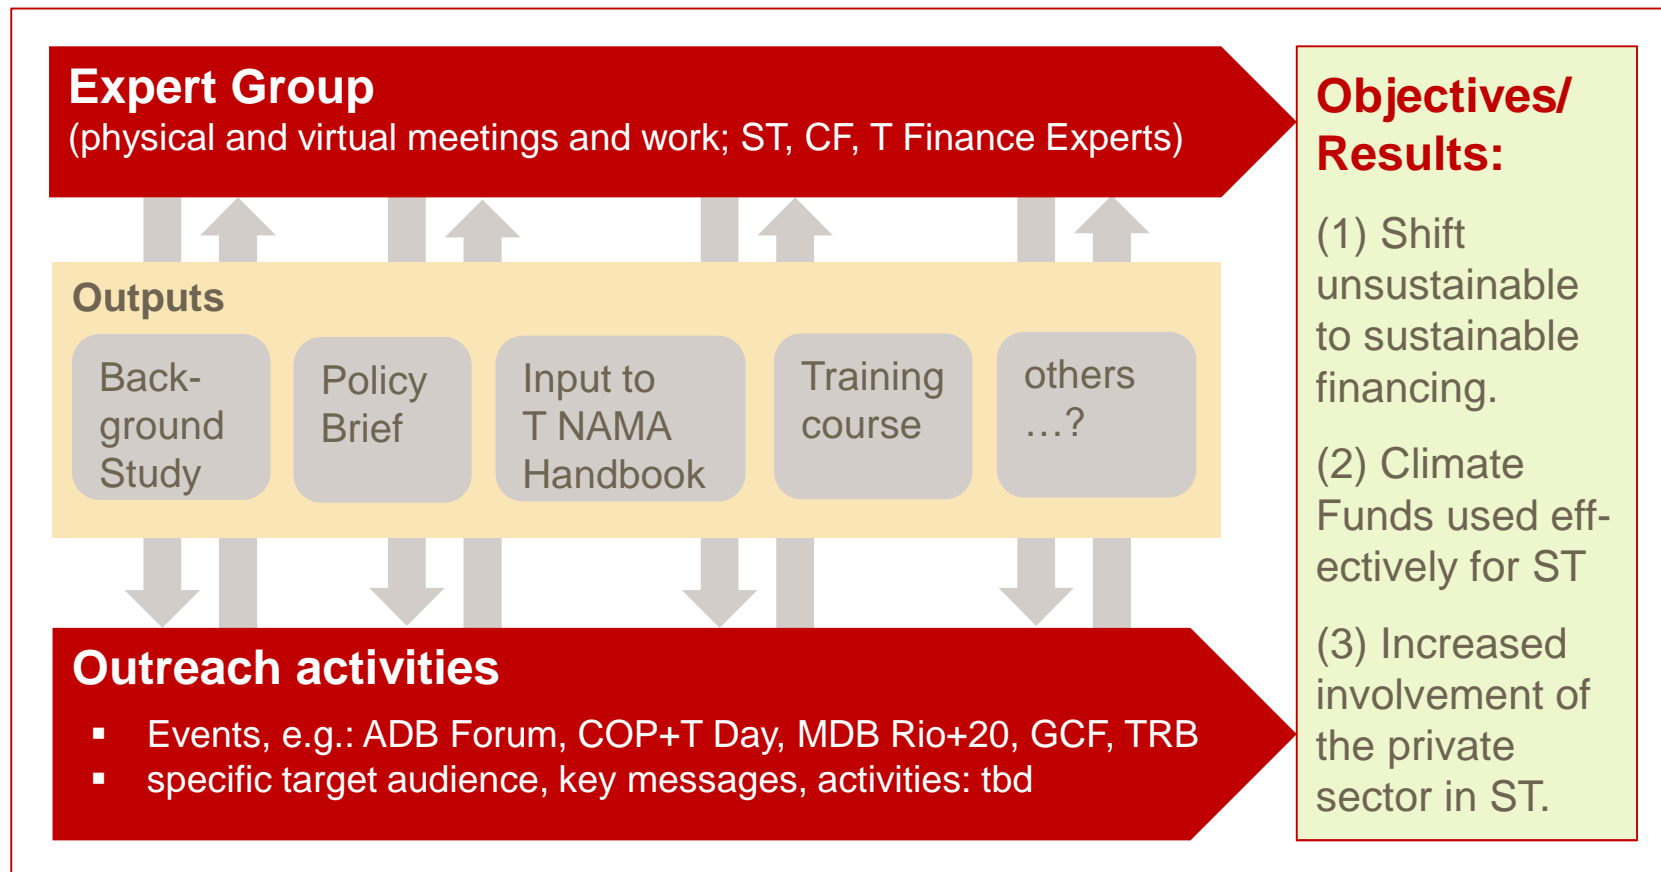 Expert Group
(physical and virtual meetings and work; ST, CF, T Finance Experts)
Outputs
Back-
ground
Study
Policy
Brief
Input to
T NAMA
Handbook
Training
course
others
…?
Outreach activities
▪ Events, e.g.: ADB Forum, COP+T Day, MDB Rio+20, GCF, TRB
▪ specific target audience, key messages, activities: tbd
Objectives/
Results:
(1) Shift
unsustainable
to sustainable
financing.
(2) Climate
Funds used eff-
ectively for ST
(3) Increased
involvement of
the private
sector in ST.